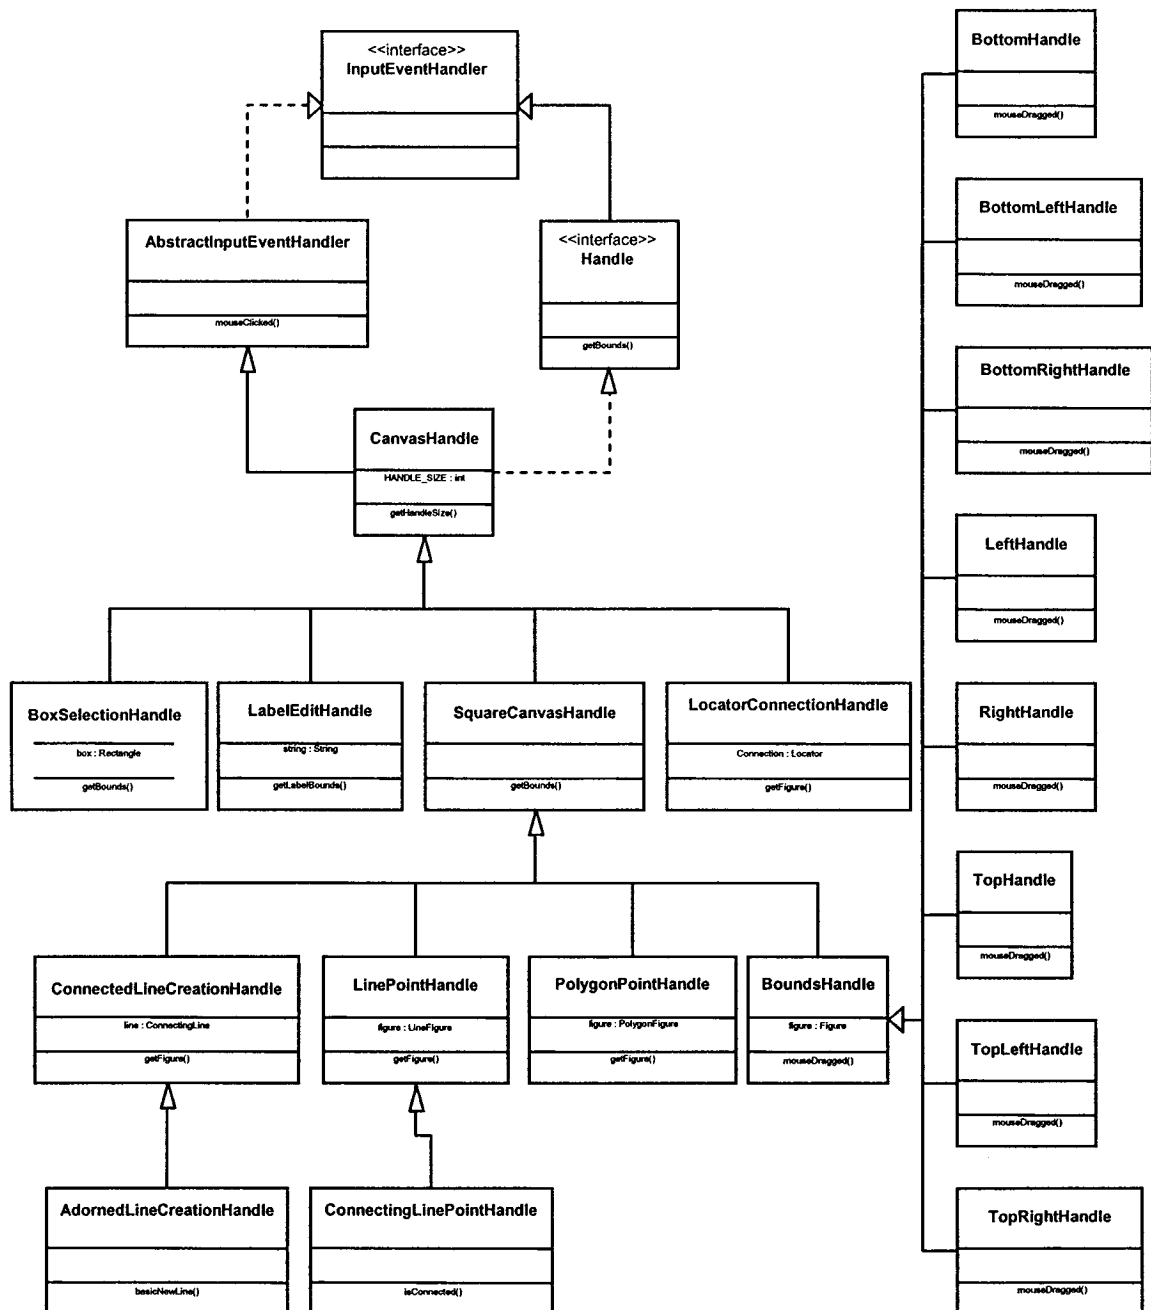 <<interface>>
InputEventHandler
AbstractInputEventHandler
mouseClicked()
<<interface>>
Handle
getBounds()
CanvasHandle
HANDLE_SIZE : int
getHandleSize()
BoxSelectionHandle
box : Rectangle
getBounds()
LabelEditHandle
string : String
getLabelBounds()
SquareCanvasHandle
getBounds()
LocatorConnectionHandle
Connection : Locator
getFigure()
ConnectedLineCreationHandle
line : ConnectingLine
getFigure()
LinePointHandle
figure : LineFigure
getFigure()
PolygonPointHandle
figure : PolygonFigure
getFigure()
BoundsHandle
figure : Figure
mouseDragged()
AdornedLineCreationHandle
basicNewLine()
ConnectingLinePointHandle
isConnected()
BottomHandle
mouseDragged()
BottomLeftHandle
mouseDragged()
BottomRightHandle
mouseDragged()
LeftHandle
mouseDragged()
RightHandle
mouseDragged()
TopHandle
mouseDragged()
TopLeftHandle
mouseDragged()
TopRightHandle
mouseDragged()